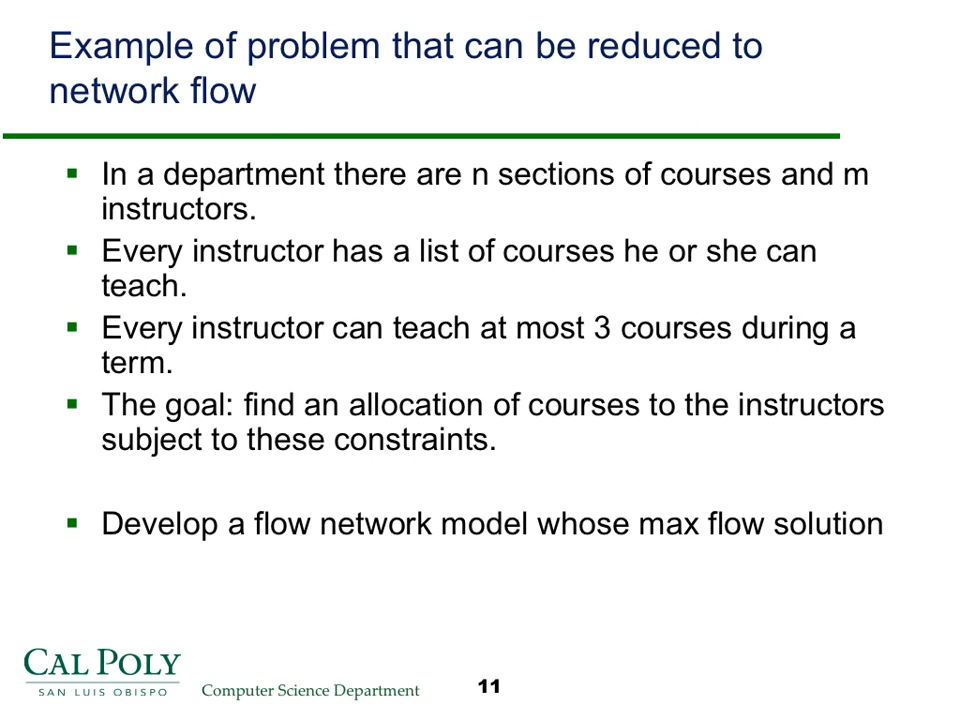 Example of problem that can be reduced to
network flow
▪ In a department there are n sections of courses and m
instructors.
▪ Every instructor has a list of courses he or she can
teach.
▪ Every instructor can teach at most 3 courses during a
term.
▪ The goal: find an allocation of courses to the instructors
subject to these constraints.
▪ Develop a flow network model whose max flow solution
CAL POLY
SAN LUIS OBISPO
Computer Science Department
11